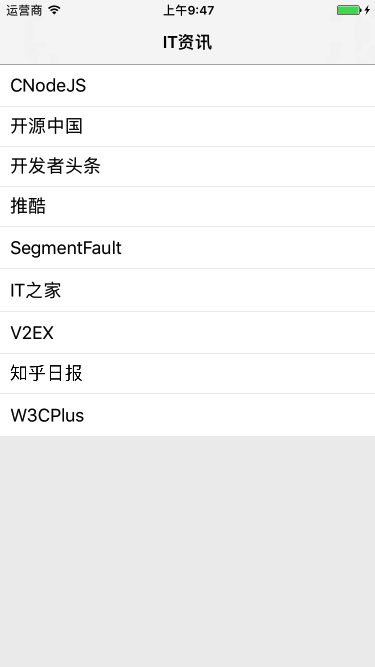 运营商 上午9:47
IT资讯
CNodeJS
开源中国
开发者头条
推酷
SegmentFault
IT之家
V2EX
知乎日报
W3CPlus